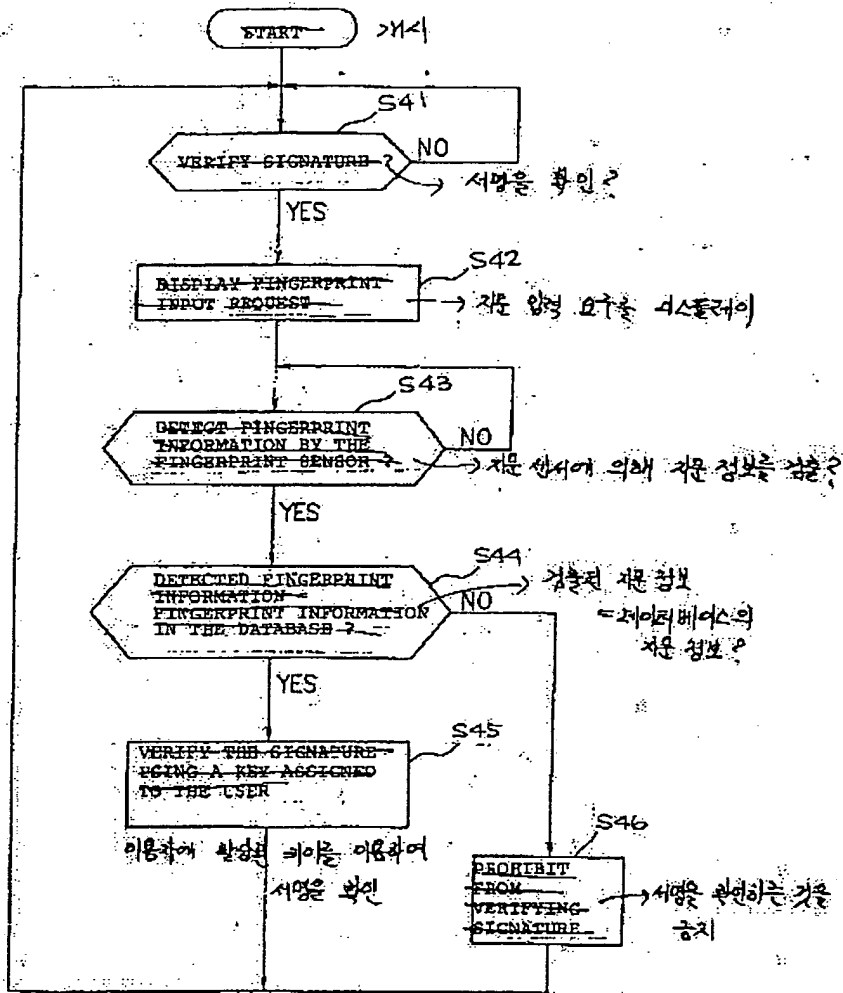 START 개시
S41
VERIFY SIGNATURE ? NO
서명을 확인?
YES
S42
DISPLAY FINGERPRINT
INPUT REQUEST
지문 입력 요구를 디스플레이
S43
DETECT FINGERPRINT
INFORMATION BY THE
FINGERPRINT SENSOR ?
NO
지문 센서에 의해 지문 정보를 검출?
YES
S44
DETECTED FINGERPRINT
INFORMATION =
FINGERPRINT INFORMATION
IN THE DATABASE ?
NO
검출된 지문 정보
=데이터베이스의
지문 정보?
YES
S45
VERIFY THE SIGNATURE
USING A KEY ASSIGNED
TO THE USER
이용자에 할당된 키이를 이용하여
서명을 확인
S46
PROHIBIT
FROM
VERIFYING
SIGNATURE
서명을 확인하는 것을
금지